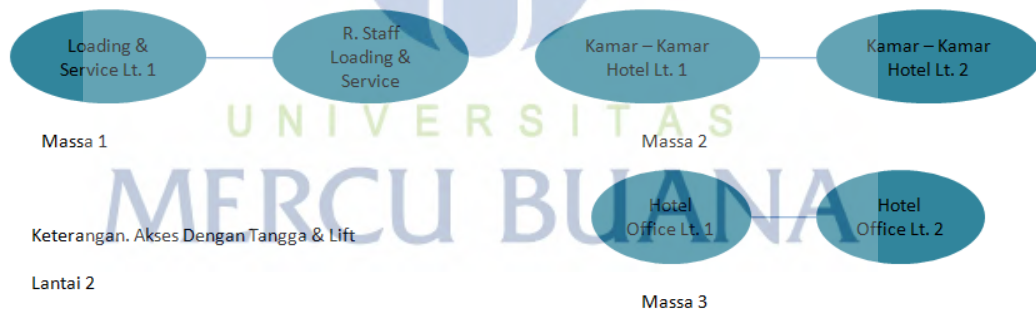 Loading &
Service Lt. 1
R. Staff
Loading &
Service
Kamar – Kamar
Hotel Lt. 1
Kamar – Kamar
Hotel Lt. 2
UNIVERSITAS
Massa 1
Massa 2
MERCU BUANA
Hotel
Office Lt. 1
Hotel
Office Lt. 2
Keterangan. Akses Dengan Tangga & Lift
Lantai 2
Massa 3